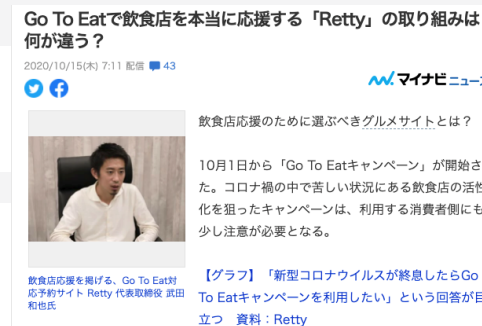 Go To Eatで飲食店を本当に応援する「Retty」の取り組みは
何が違う？
2020/10/15(木) 7:11 配信 43
マイナビニュース
飲食店応援のために選ぶべきグルメサイトとは？
10月1日から「Go To Eatキャンペーン」が開始さ
た。コロナ禍の中で苦しい状況にある飲食店の活性
化を狙ったキャンペーンは、利用する消費者側にも
少し注意が必要となる。
飲食店応援を掲げる、Go To Eat対
応予約サイト Retty 代表取締役 武田
和也氏
【グラフ】「新型コロナウイルスが終息したらGo
To Eatキャンペーンを利用したい」という回答が目
立つ　資料：Retty